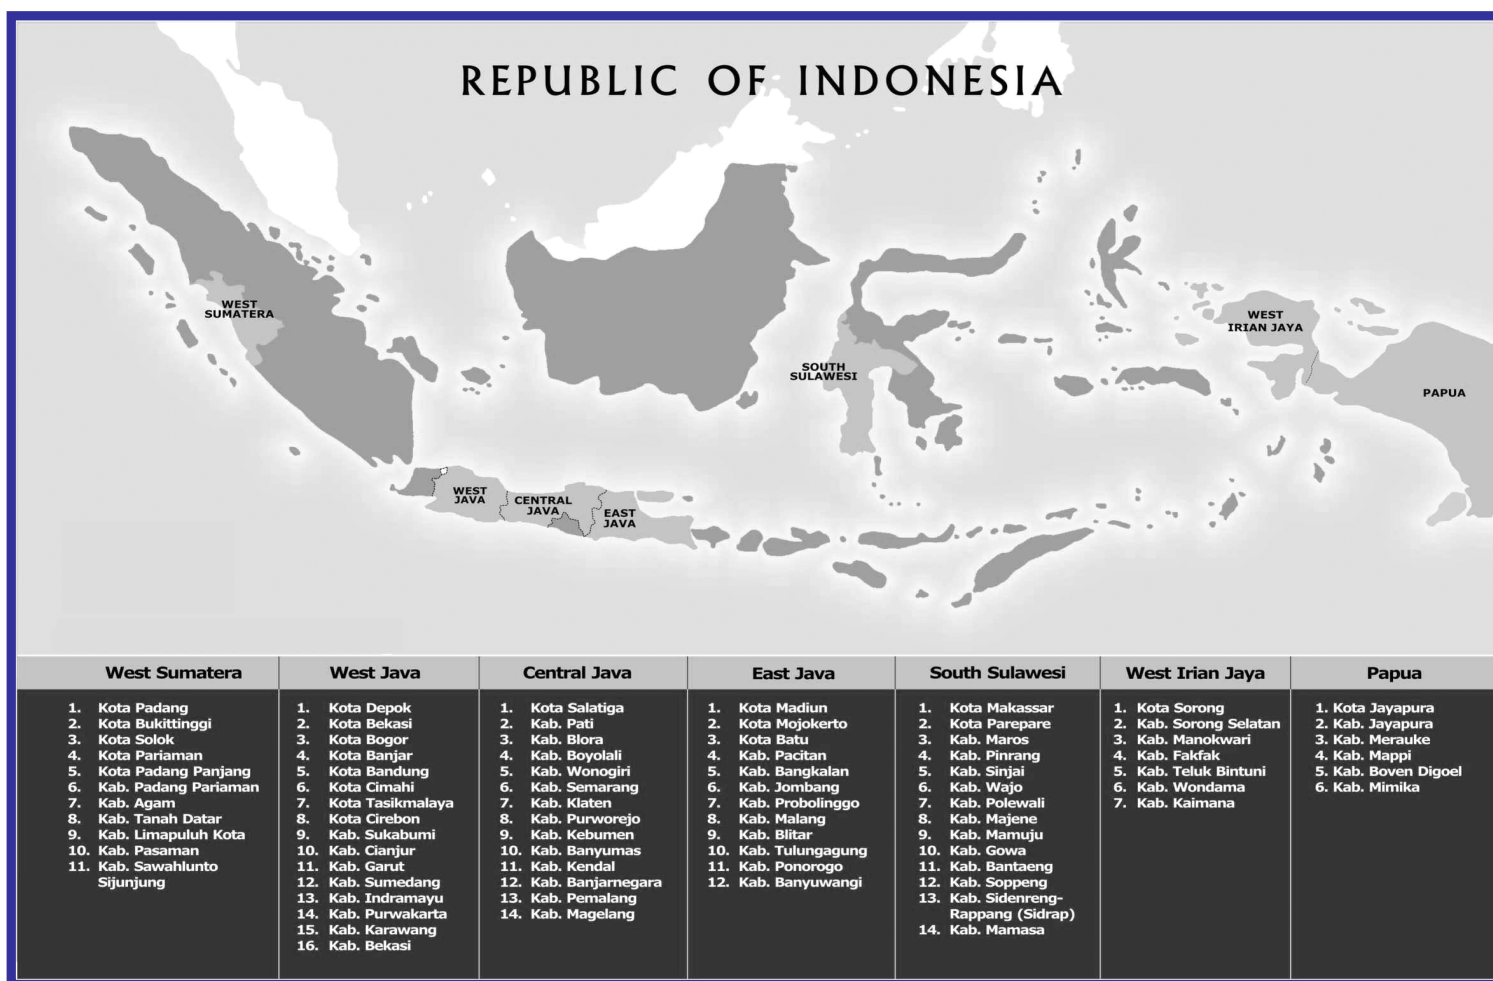 REPUBLIC OF INDONESIA
WEST
SUMATERA
SOUTH
SULAWESI
WEST
IRIAN JAYA
PAPUA
WEST
JAVA
CENTRAL
JAVA
EAST
JAVA
West Sumatera
1. Kota Padang
2. Kota Bukittinggi
3. Kota Solok
4. Kota Pariaman
5. Kota Padang Panjang
6. Kab. Padang Pariaman
7. Kab. Agam
8. Kab. Tanah Datar
9. Kab. Limapuluh Kota
10. Kab. Pasaman
11. Kab. Sawahlunto
Sijunjung
West Java
1. Kota Depok
2. Kota Bekasi
3. Kota Bogor
4. Kota Banjar
5. Kota Bandung
6. Kota Cimahi
7. Kota Tasikmalaya
8. Kota Cirebon
9. Kab. Sukabumi
10. Kab. Cianjur
11. Kab. Garut
12. Kab. Sumedang
13. Kab. Indramayu
14. Kab. Purwakarta
15. Kab. Karawang
16. Kab. Bekasi
Central Java
1. Kota Salatiga
2. Kab. Pati
3. Kab. Blora
4. Kab. Boyolali
5. Kab. Wonogiri
6. Kab. Semarang
7. Kab. Klaten
8. Kab. Purworejo
9. Kab. Kebumen
10. Kab. Banyumas
11. Kab. Kendal
12. Kab. Banjarnegara
13. Kab. Pemalang
14. Kab. Magelang
East Java
1. Kota Madiun
2. Kota Mojokerto
3. Kota Batu
4. Kab. Pacitan
5. Kab. Bangkalan
6. Kab. Jombang
7. Kab. Probolinggo
8. Kab. Malang
9. Kab. Blitar
10. Kab. Tulungagung
11. Kab. Ponorogo
12. Kab. Banyuwangi
South Sulawesi
1. Kota Makassar
2. Kota Parepare
3. Kab. Maros
4. Kab. Pinrang
5. Kab. Sinjai
6. Kab. Wajo
7. Kab. Polewali
8. Kab. Majene
9. Kab. Mamuju
10. Kab. Gowa
11. Kab. Bantaeng
12. Kab. Soppeng
13. Kab. Sidenreng-
Rappang (Sidrap)
14. Kab. Mamasa
West Irian Jaya
1. Kota Sorong
2. Kab. Sorong Selatan
3. Kab. Manokwari
4. Kab. Fakfak
5. Kab. Teluk Bintuni
6. Kab. Wondama
7. Kab. Kaimana
Papua
1. Kota Jayapura
2. Kab. Jayapura
3. Kab. Merauke
4. Kab. Mappi
5. Kab. Boven Digoel
6. Kab. Mimika